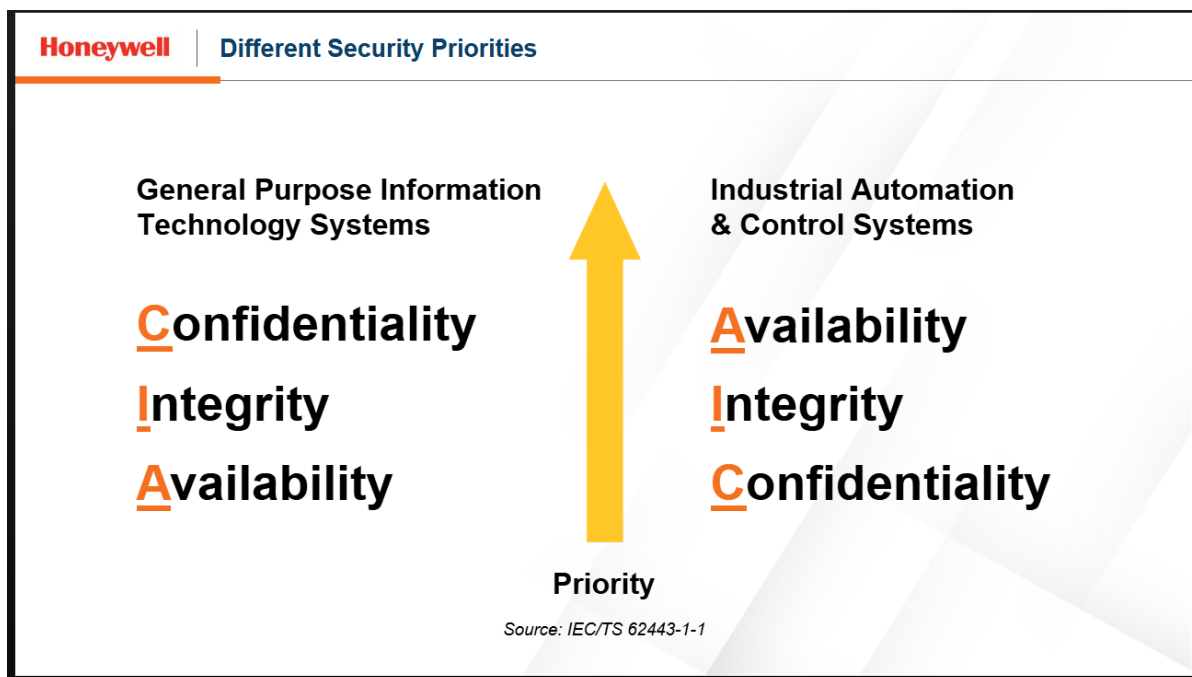 Honeywell
Different Security Priorities
General Purpose Information
Technology Systems
Confidentiality
Integrity
Availability
Industrial Automation
& Control Systems
Availability
Integrity
Confidentiality
Priority
Source: IEC/TS 62443-1-1